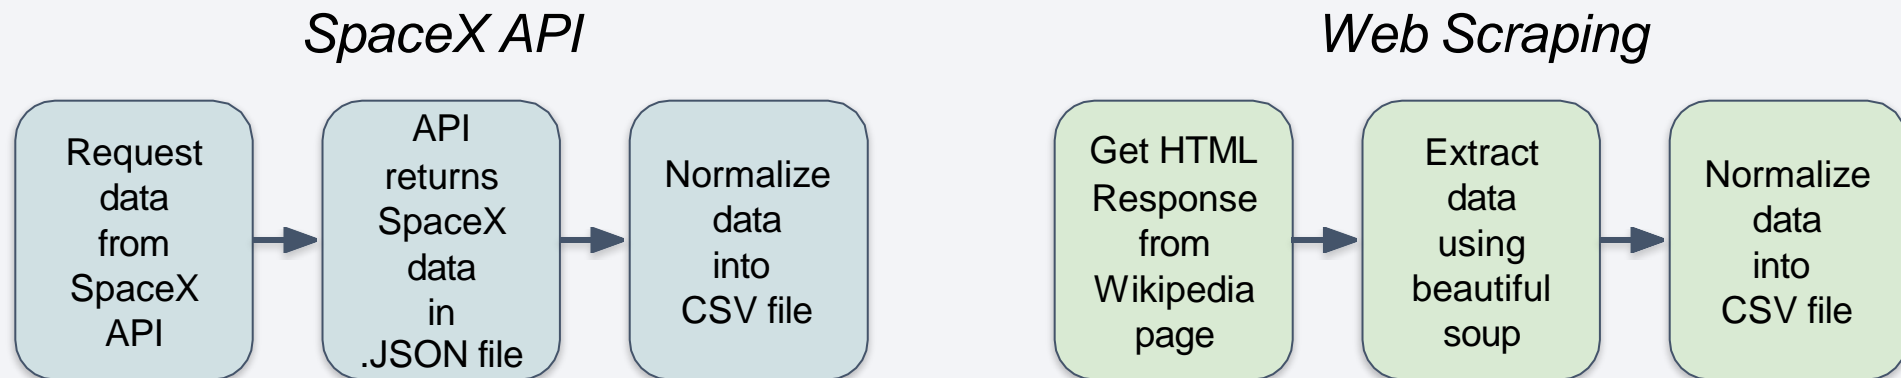 SpaceX API
Request
data
from
SpaceX
API
API
returns
SpaceX
data
in
.JSON file
Normalize
data
into
CSV file
Web Scraping
Get HTML
Response
from
Wikipedia
page
Extract
data
using
beautiful
soup
Normalize
data
into
CSV file